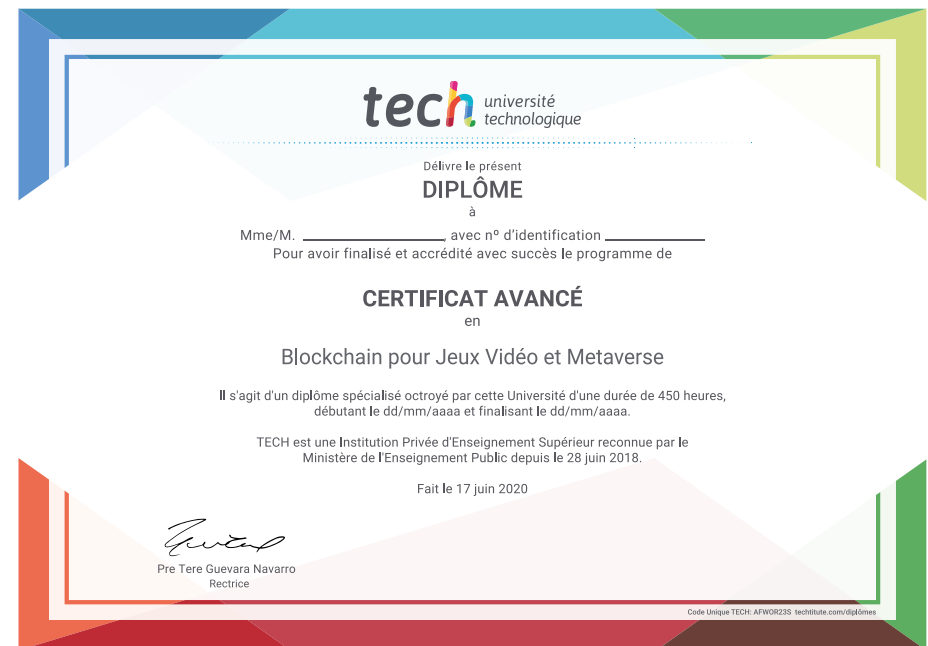 tech université
technologique
Délivre le présent
DIPLÔME
à
Mme/M. ____________________, avec nº d'identification ______________
Pour avoir finalisé et accrédité avec succès le programme de
CERTIFICAT AVANCÉ
en
Blockchain pour Jeux Vidéo et Metaverse
Il s'agit d'un diplôme spécialisé octroyé par cette Université d'une durée de 450 heures,
débutant le dd/mm/aaaa et finalisant le dd/mm/aaaa.
TECH est une Institution Privée d'Enseignement Supérieur reconnue par le
Ministère de l'Enseignement Public depuis le 28 juin 2018.
Fait le 17 juin 2020
Pre Tere Guevara Navarro
Rectrice
Code Unique TECH: AFWOR23S techtitute.com/diplômes